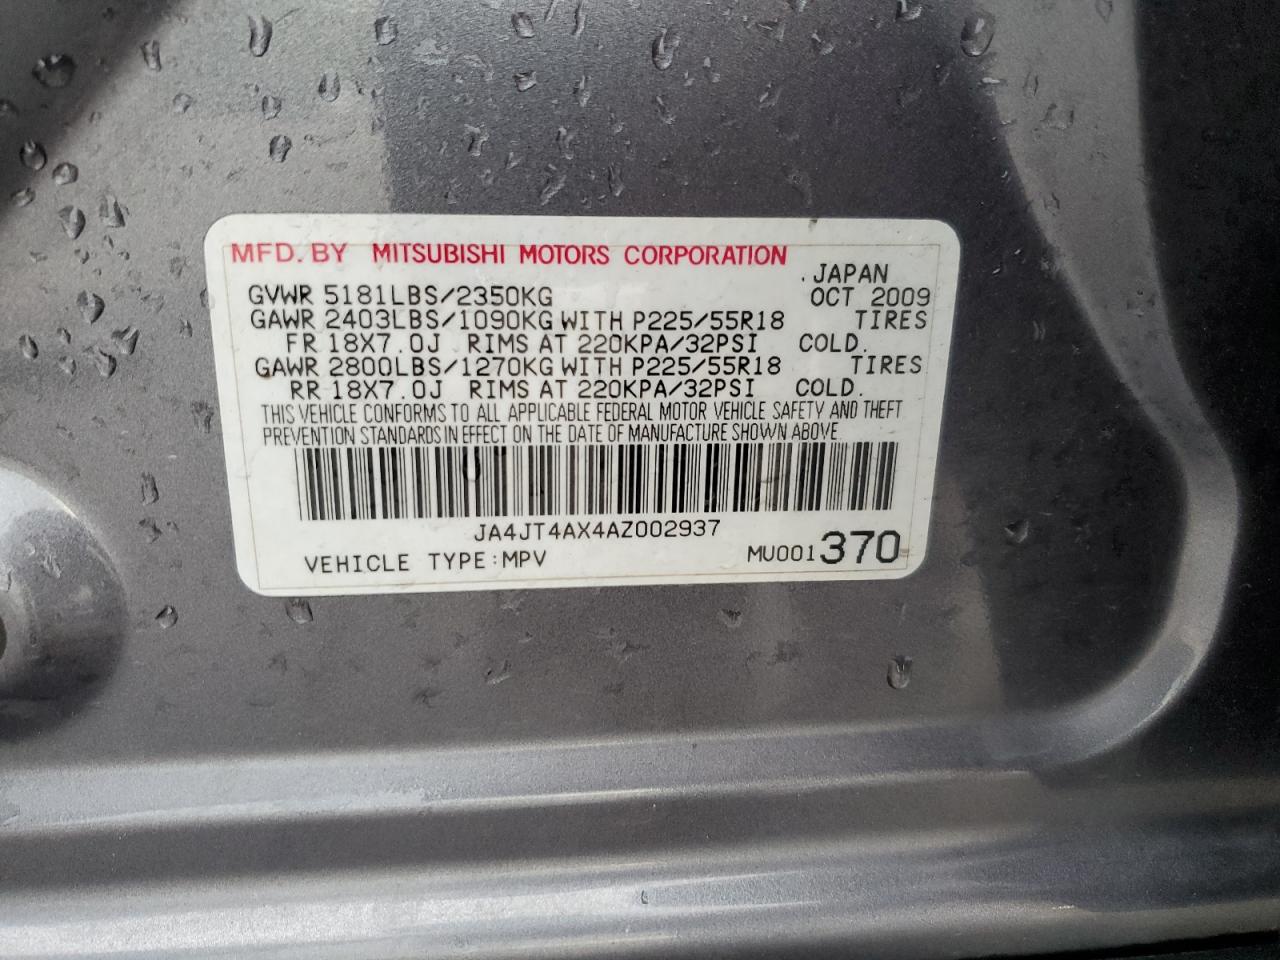 MFD. BY MITSUBISHI MOTORS CORPORATION
. JAPAN
GVWR 5181LBS/2350KG OCT 2009
GAWR 2403LBS/1090KG WITH P225/55R18 TIRES
FR 18X7.0J RIMS AT 220KPA/32PSI COLD.
GAWR 2800LBS/1270KG WITH P225/55R18 TIRES
RR 18X7.0J RIMS AT 220KPA/32PSI COLD.
THIS VEHICLE CONFORMS TO ALL APPLICABLE FEDERAL MOTOR VEHICLE SAFETY AND THEFT
PREVENTION STANDARDS IN EFFECT ON THE DATE OF MANUFACTURE SHOWN ABOVE.
JA4JT4AX4AZ002937
VEHICLE TYPE:MPV MU001370